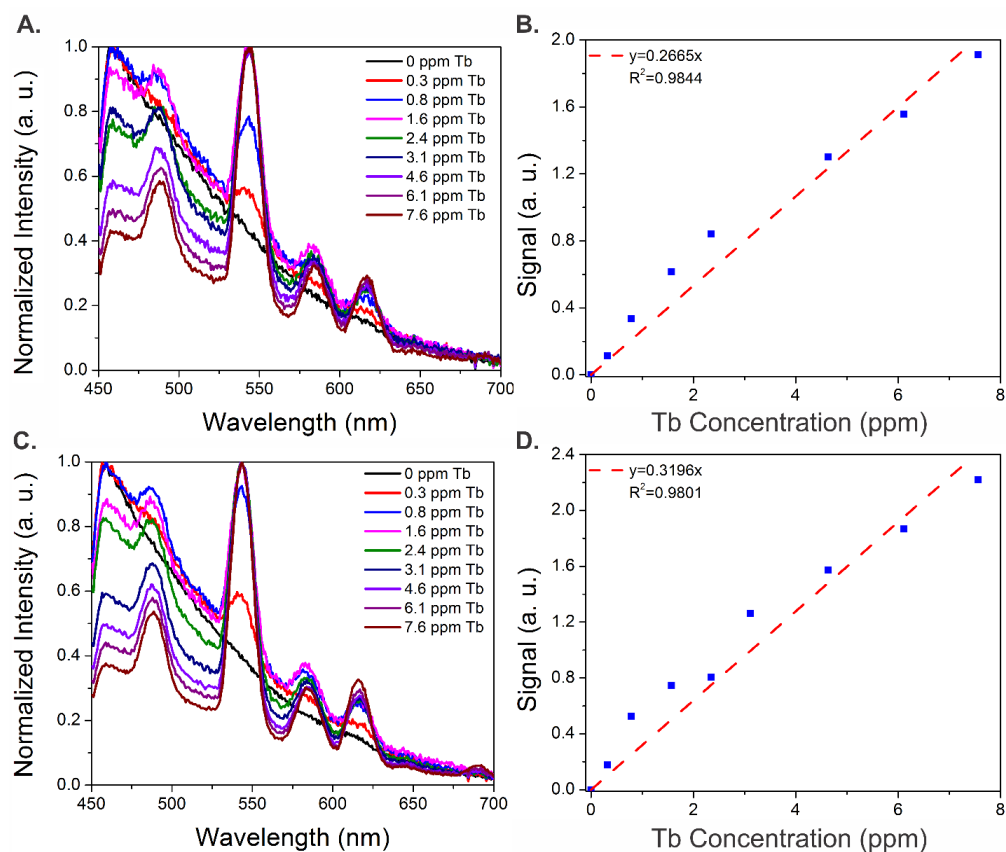 A.
Normalized Intensity (a. u.)
1.0
0.8
0.6
0.4
0.2
0.0
0 ppm Tb
0.3 ppm Tb
0.8 ppm Tb
1.6 ppm Tb
2.4 ppm Tb
3.1 ppm Tb
4.6 ppm Tb
6.1 ppm Tb
7.6 ppm Tb
450 500 550 600 650 700
Wavelength (nm)
B.
Signal (a. u.)
2.0
1.6
1.2
0.8
0.4
0.0
y=0.2665x
R²=0.9844
0 2 4 6 8
Tb Concentration (ppm)
C.
Normalized Intensity (a. u.)
1.0
0.8
0.6
0.4
0.2
0.0
0 ppm Tb
0.3 ppm Tb
0.8 ppm Tb
1.6 ppm Tb
2.4 ppm Tb
3.1 ppm Tb
4.6 ppm Tb
6.1 ppm Tb
7.6 ppm Tb
450 500 550 600 650 700
Wavelength (nm)
D.
Signal (a. u.)
2.4
2.0
1.6
1.2
0.8
0.4
0.0
y=0.3196x
R²=0.9801
0 2 4 6 8
Tb Concentration (ppm)